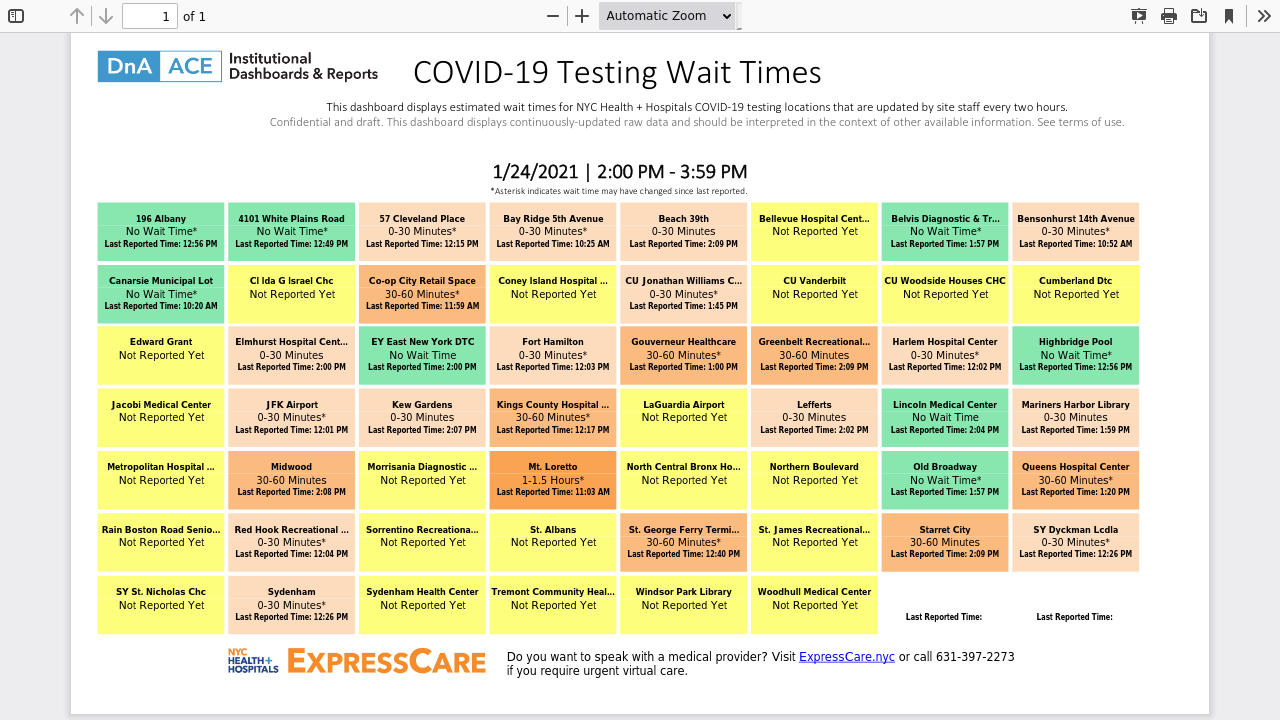 1 of 1 Automatic Zoom
DnA ACE Institutional
Dashboards & Reports
COVID-19 Testing Wait Times
This dashboard displays estimated wait times for NYC Health + Hospitals COVID-19 testing locations that are updated by site staff every two hours.
Confidential and draft. This dashboard displays continuously-updated raw data and should be interpreted in the context of other available information. See terms of use.
1/24/2021 | 2:00 PM - 3:59 PM
*Asterisk indicates wait time may have changed since last reported.
196 Albany
No Wait Time*
Last Reported Time: 12:56 PM
4101 White Plains Road
No Wait Time*
Last Reported Time: 12:49 PM
57 Cleveland Place
0-30 Minutes*
Last Reported Time: 12:15 PM
Bay Ridge 5th Avenue
0-30 Minutes*
Last Reported Time: 10:25 AM
Beach 39th
0-30 Minutes
Last Reported Time: 2:09 PM
Bellevue Hospital Cent...
Not Reported Yet
Belvis Diagnostic & Tr...
No Wait Time*
Last Reported Time: 1:57 PM
Bensonhurst 14th Avenue
0-30 Minutes*
Last Reported Time: 10:52 AM
Canarsie Municipal Lot
No Wait Time*
Last Reported Time: 10:20 AM
Cl Ida G Israel Chc
Not Reported Yet
Co-op City Retail Space
30-60 Minutes*
Last Reported Time: 11:59 AM
Coney Island Hospital ...
Not Reported Yet
CU Jonathan Williams C...
0-30 Minutes*
Last Reported Time: 1:45 PM
CU Vanderbilt
Not Reported Yet
CU Woodside Houses CHC
Not Reported Yet
Cumberland Dtc
Not Reported Yet
Edward Grant
Not Reported Yet
Elmhurst Hospital Cent...
0-30 Minutes
Last Reported Time: 2:00 PM
EY East New York DTC
No Wait Time
Last Reported Time: 2:00 PM
Fort Hamilton
0-30 Minutes*
Last Reported Time: 12:03 PM
Gouverneur Healthcare
30-60 Minutes*
Last Reported Time: 1:00 PM
Greenbelt Recreational...
30-60 Minutes
Last Reported Time: 2:09 PM
Harlem Hospital Center
0-30 Minutes*
Last Reported Time: 12:02 PM
Highbridge Pool
No Wait Time*
Last Reported Time: 12:56 PM
Jacobi Medical Center
Not Reported Yet
JFK Airport
0-30 Minutes*
Last Reported Time: 12:01 PM
Kew Gardens
0-30 Minutes
Last Reported Time: 2:07 PM
Kings County Hospital ...
30-60 Minutes*
Last Reported Time: 12:17 PM
LaGuardia Airport
Not Reported Yet
Lefferts
0-30 Minutes
Last Reported Time: 2:02 PM
Lincoln Medical Center
No Wait Time
Last Reported Time: 2:04 PM
Mariners Harbor Library
0-30 Minutes
Last Reported Time: 1:59 PM
Metropolitan Hospital ...
Not Reported Yet
Midwood
30-60 Minutes
Last Reported Time: 2:08 PM
Morrisania Diagnostic ...
Not Reported Yet
Mt. Loretto
1-1.5 Hours*
Last Reported Time: 11:03 AM
North Central Bronx Ho...
Not Reported Yet
Northern Boulevard
Not Reported Yet
Old Broadway
No Wait Time*
Last Reported Time: 1:57 PM
Queens Hospital Center
30-60 Minutes*
Last Reported Time: 1:20 PM
Rain Boston Road Senio...
Not Reported Yet
Red Hook Recreational ...
0-30 Minutes*
Last Reported Time: 12:04 PM
Sorrentino Recreationa...
Not Reported Yet
St. Albans
Not Reported Yet
St. George Ferry Termi...
30-60 Minutes*
Last Reported Time: 12:40 PM
St. James Recreational...
Not Reported Yet
Starret City
30-60 Minutes
Last Reported Time: 2:09 PM
SY Dyckman Lcdla
0-30 Minutes*
Last Reported Time: 12:26 PM
SY St. Nicholas Chc
Not Reported Yet
Sydenham
0-30 Minutes*
Last Reported Time: 12:26 PM
Sydenham Health Center
Not Reported Yet
Tremont Community Heal...
Not Reported Yet
Windsor Park Library
Not Reported Yet
Woodhull Medical Center
Not Reported Yet
Last Reported Time:
Last Reported Time:
NYC
HEALTH+
HOSPITALS
EXPRESSCARE
Do you want to speak with a medical provider? Visit ExpressCare.nyc or call 631-397-2273
if you require urgent virtual care.